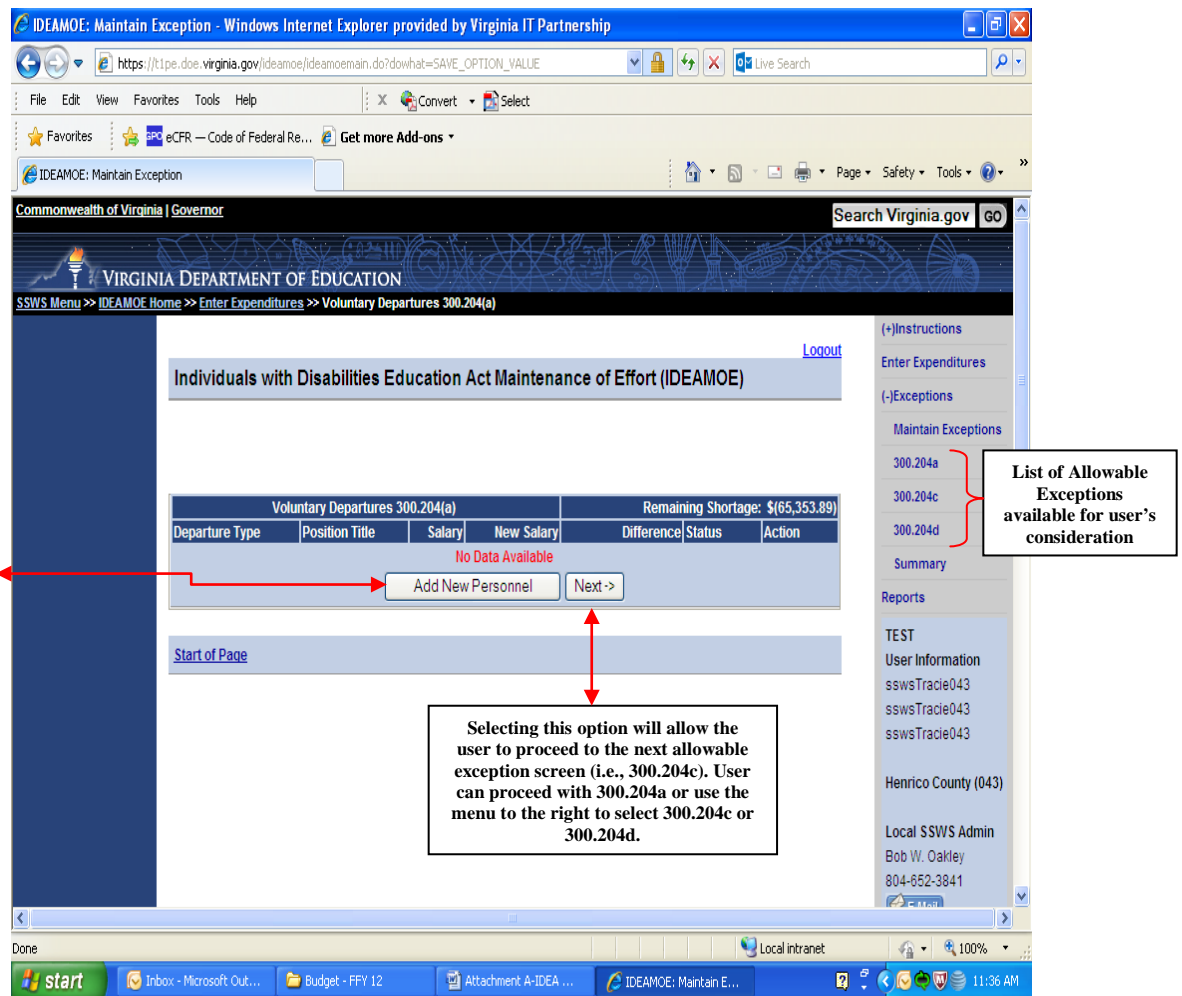 IDEAMOE: Maintain Exception - Windows Internet Explorer provided by Virginia IT Partnership
https://t1pe.doe.virginia.gov/ideamoe/ideamoemain.do?dowhat=SAVE_OPTION_VALUE
Live Search
File Edit View Favorites Tools Help
X Convert Select
Favorites
GPO eCFR — Code of Federal Re... Get more Add-ons
IDEAMOE: Maintain Exception
Page Safety Tools »
Commonwealth of Virginia | Governor
Search Virginia.gov GO
VIRGINIA DEPARTMENT OF EDUCATION
SSWS Menu >> IDEAMOE Home >> Enter Expenditures >> Voluntary Departures 300.204(a)
Logout
Individuals with Disabilities Education Act Maintenance of Effort (IDEAMOE)
Voluntary Departures 300.204(a) Remaining Shortage: $(65,353.89)
Departure Type Position Title Salary New Salary Difference Status Action
No Data Available
Add New Personnel Next->
Start of Page
Selecting this option will allow the
user to proceed to the next allowable
exception screen (i.e., 300.204c). User
can proceed with 300.204a or use the
menu to the right to select 300.204c or
300.204d.
(+)Instructions
Enter Expenditures
(-)Exceptions
Maintain Exceptions
300.204a
300.204c
300.204d
Summary
Reports
List of Allowable
Exceptions
available for user's
consideration
TEST
User Information
sswsTracie043
sswsTracie043
sswsTracie043
Henrico County (043)
Local SSWS Admin
Bob W. Oakley
804-652-3841
E-Mail
Done
Local intranet
100%
start
Inbox - Microsoft Out...
Budget - FFY 12
Attachment A-IDEA ...
IDEAMOE: Maintain E...
11:36 AM